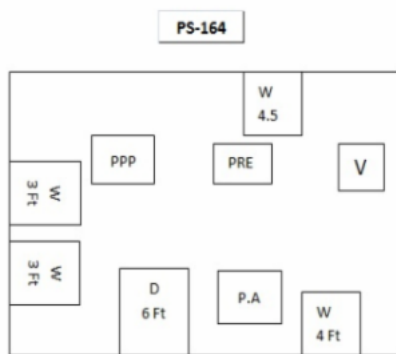 PS-164
W
4.5
PPP
PRE
V
W
3 Ft
W
3 Ft
D
6 Ft
P.A
W
4 Ft